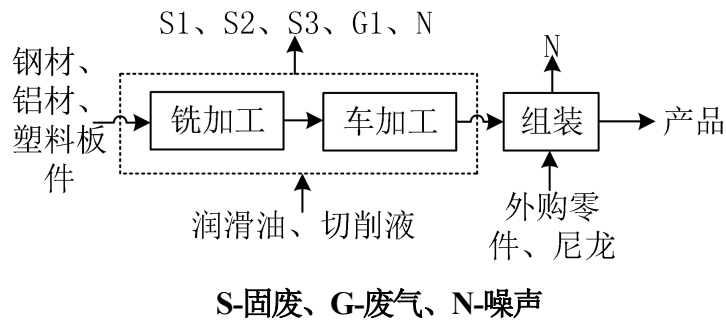 S1、S2、S3、G1、N
N
钢材、
铝材、
塑料板
件
铣加工
车加工
组装
产品
润滑油、切削液
外购零
件、尼龙
S-固废、G-废气、N-噪声